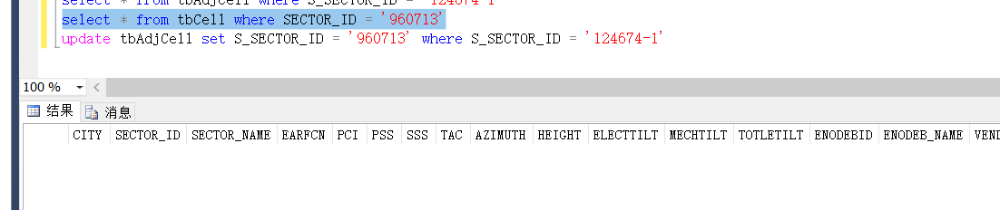 select * from tbAdjCell where S_SECTOR_ID = '124674-1'
select * from tbCell where SECTOR_ID = '960713'
update tbAdjCell set S_SECTOR_ID = '960713' where S_SECTOR_ID = '124674-1'
100 %
结果 消息
CITY SECTOR_ID SECTOR_NAME EARFCN PCI PSS SSS TAC AZIMUTH HEIGHT ELECTTILT MECHTILT TOTLETILT ENODEBID ENODEB_NAME VEND